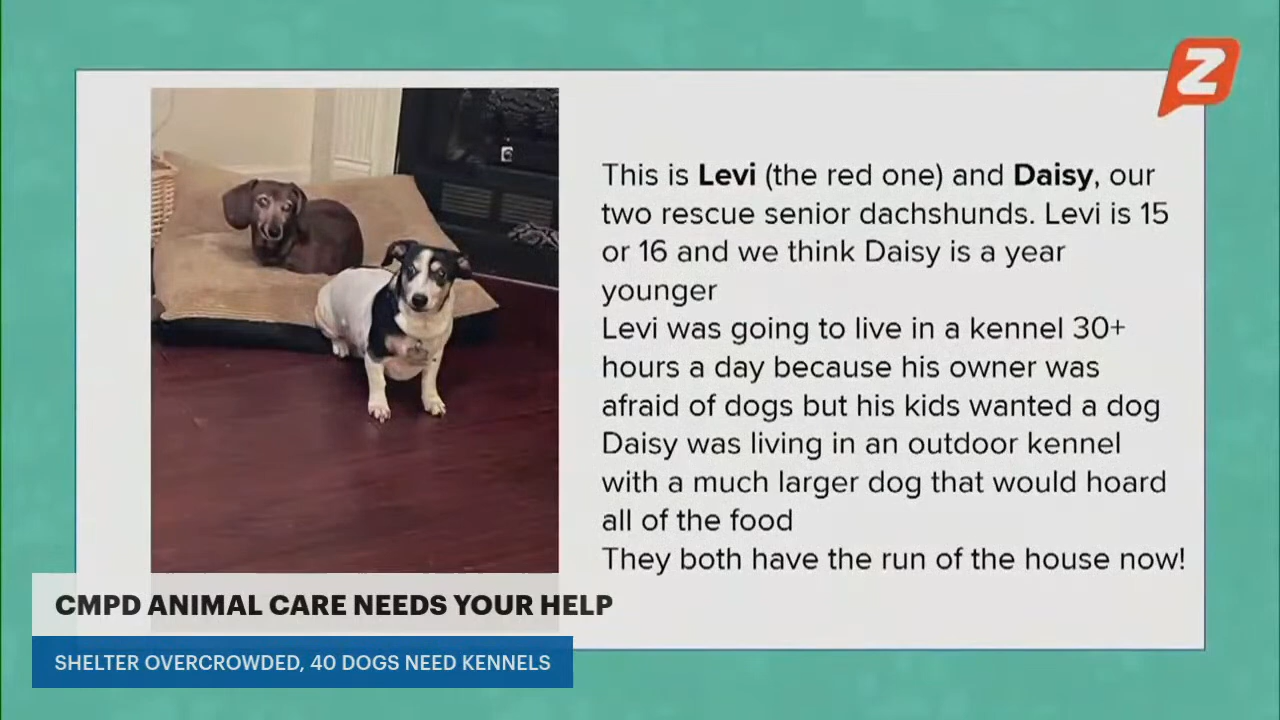 Z
This is Levi (the red one) and Daisy, our
two rescue senior dachshunds. Levi is 15
or 16 and we think Daisy is a year
younger
Levi was going to live in a kennel 30+
hours a day because his owner was
afraid of dogs but his kids wanted a dog
Daisy was living in an outdoor kennel
with a much larger dog that would hoard
all of the food
They both have the run of the house now!
CMPD ANIMAL CARE NEEDS YOUR HELP
SHELTER OVERCROWDED, 40 DOGS NEED KENNELS